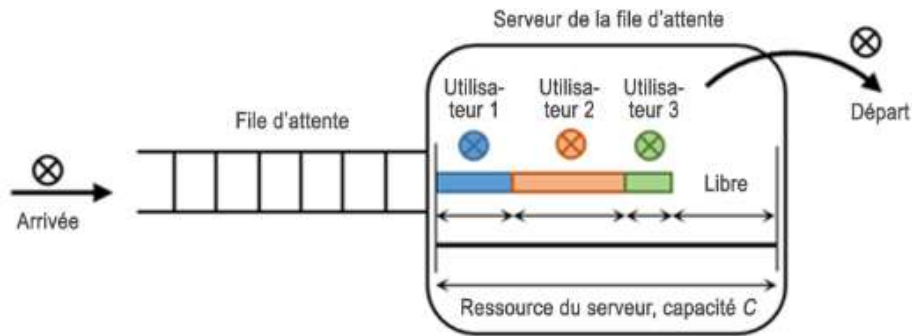 Serveur de la file d'attente
Utilisa-
teur 1
Utilisa-
teur 2
Utilisa-
teur 3
Départ
File d'attente
Libre
Arrivée
Ressource du serveur, capacité C